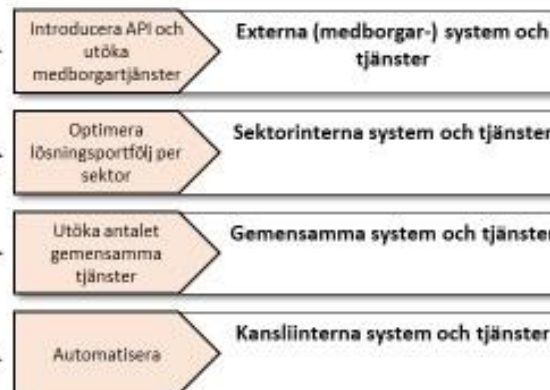 Introducera API och
utöka
medborgartjänster
Externa (medborgar-) system och
tjänster
Optimera
lösningsportfölj per
sektor
Sektorinterna system och tjänster
Utöka antalet
gemensamma
tjänster
Gemensamma system och tjänster
Automatisera
Kansliinterna system och tjänster